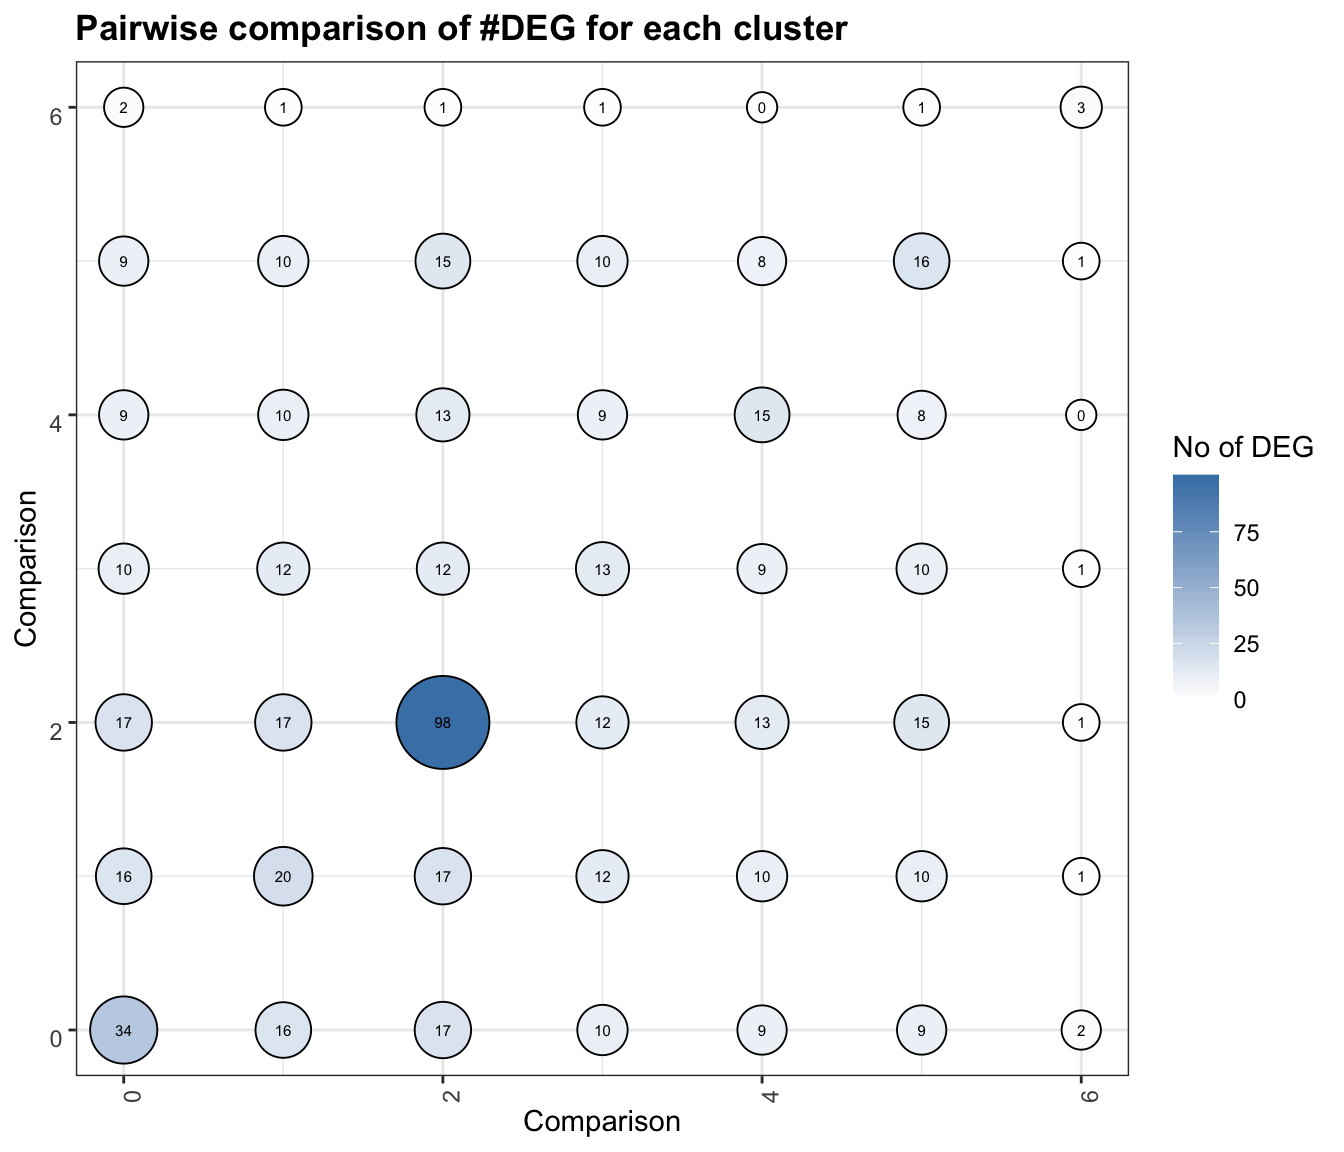 Pairwise comparison of #DEG for each cluster
6
2 1 1 1 0 1 3
9 10 15 10 8 16 1
4
9 10 13 9 15 8 0
10 12 12 13 9 10 1
2
17 17 98 12 13 15 1
16 20 17 12 10 10 1
0
34 16 17 10 9 9 2
0 2 4 6
Comparison
Comparison
No of DEG
75
50
25
0